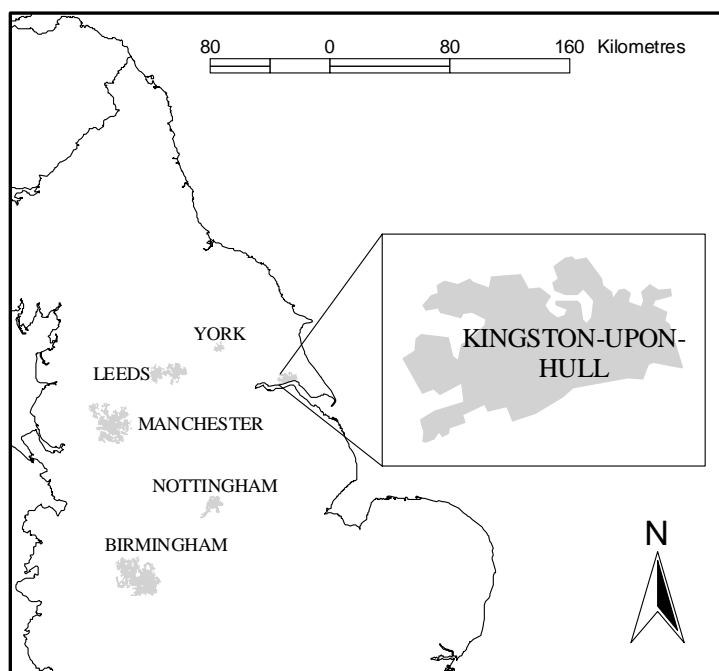 80 0 80 160 Kilometres
YORK
LEEDS
MANCHESTER
NOTTINGHAM
BIRMINGHAM
KINGSTON-UPON-
HULL
N